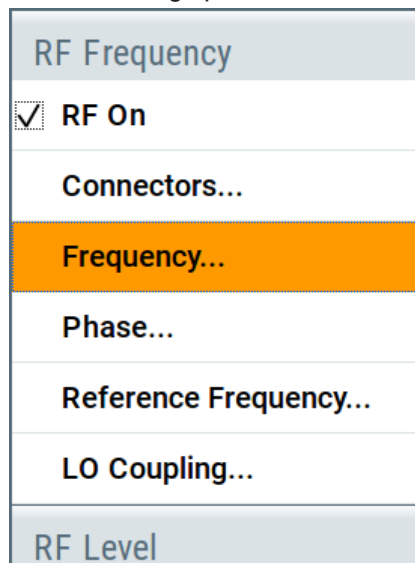 RF Frequency
RF On
Connectors...
Frequency...
Phase...
Reference Frequency...
LO Coupling...
RF Level